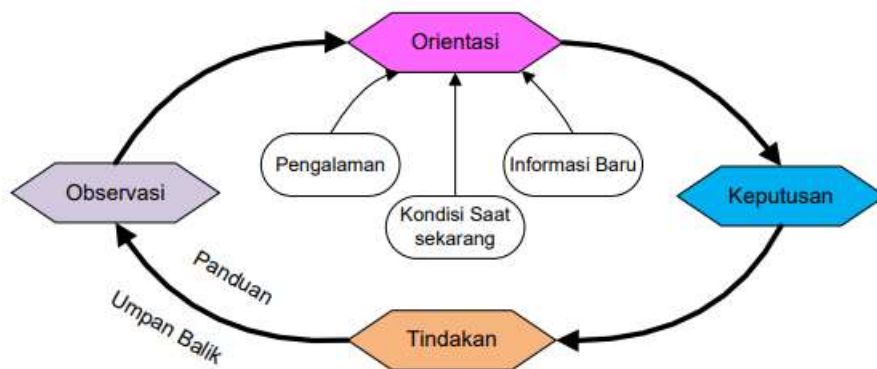 Orientasi
Pengalaman
Informasi Baru
Observasi
Keputusan
Kondisi Saat
sekarang
Panduan
Umpan Balik
Tindakan